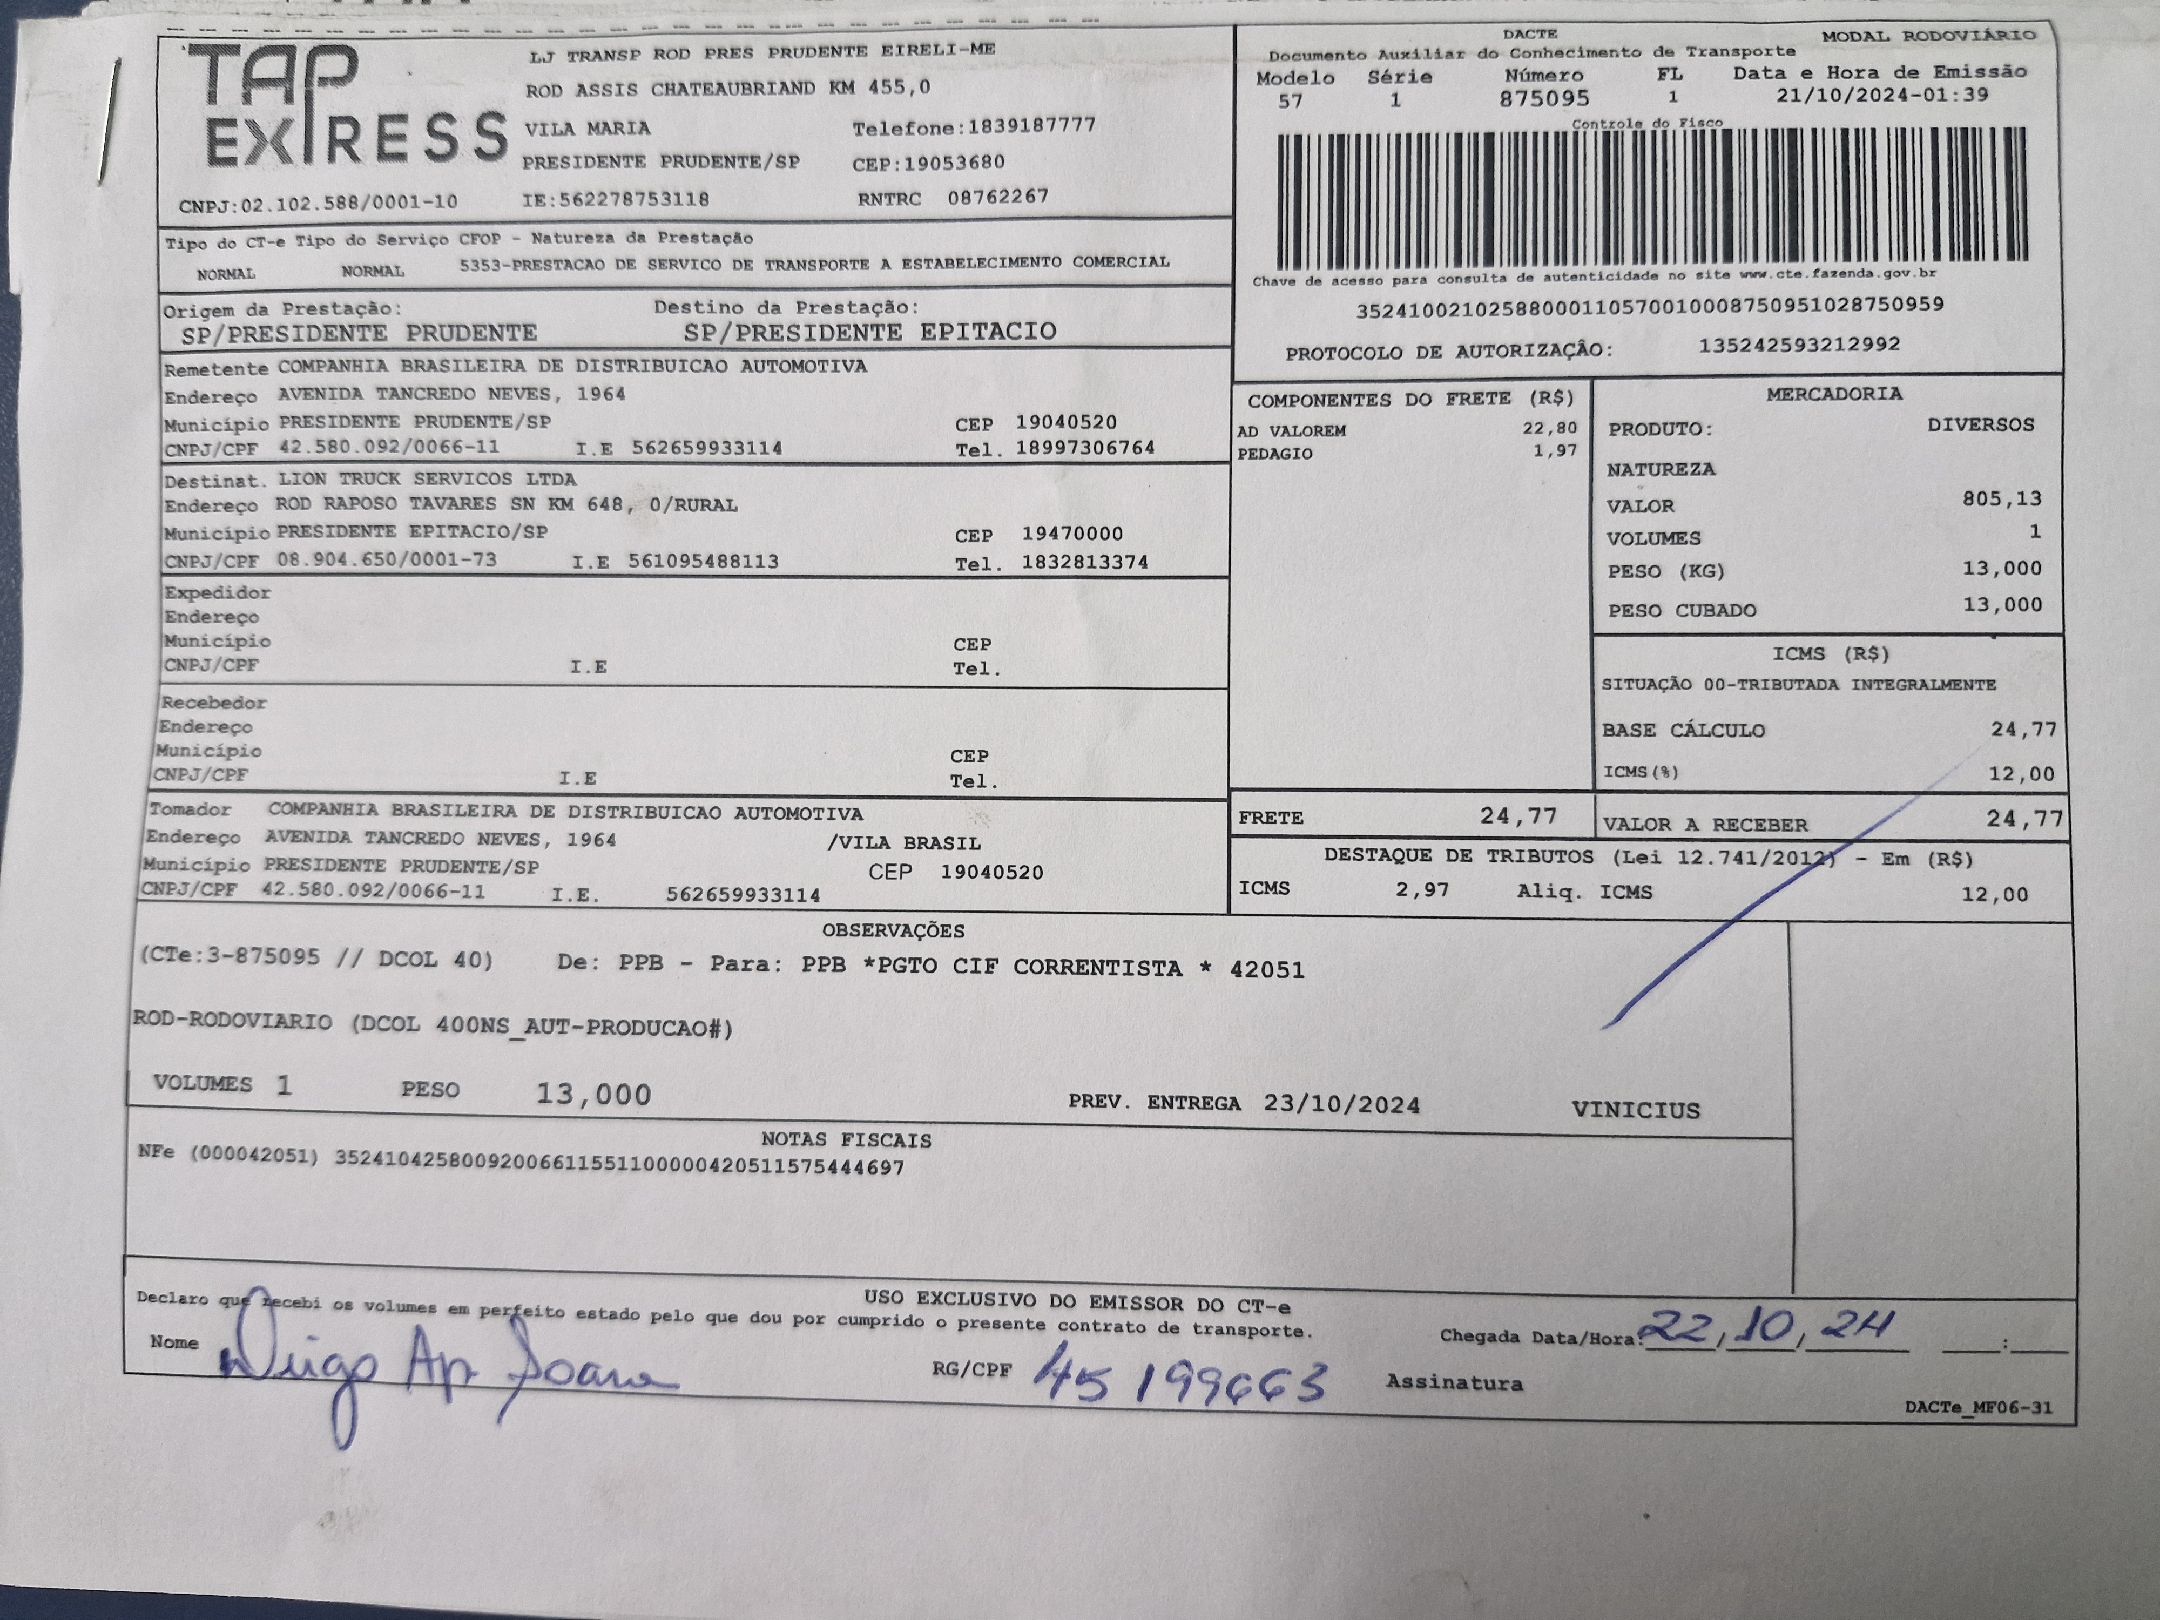 TAP EXPRESS
LJ TRANSP ROD PRES PRUDENTE EIRELI-ME
ROD ASSIS CHATEAUBRIAND KM 455,0
VILA MARIA Telefone:1839187777
PRESIDENTE PRUDENTE/SP CEP:19053680
CNPJ:02.102.588/0001-10 IE:562278753118 RNTRC 08762267
DACTE MODAL RODOVIÁRIO
Documento Auxiliar do Conhecimento de Transporte
Modelo Série Número FL Data e Hora de Emissão
57 1 875095 1 21/10/2024-01:39
Controle do Fisco
Chave de acesso para consulta de autenticidade no site www.cte.fazenda.gov.br
35241002102588000110570010008750951028750959
PROTOCOLO DE AUTORIZAÇÂO: 135242593212992
Tipo do CT-e Tipo do Serviço CFOP - Natureza da Prestação
NORMAL NORMAL 5353-PRESTACAO DE SERVICO DE TRANSPORTE A ESTABELECIMENTO COMERCIAL
Origem da Prestação: Destino da Prestação:
SP/PRESIDENTE PRUDENTE SP/PRESIDENTE EPITACIO
Remetente COMPANHIA BRASILEIRA DE DISTRIBUICAO AUTOMOTIVA
Endereço AVENIDA TANCREDO NEVES, 1964
Município PRESIDENTE PRUDENTE/SP CEP 19040520
CNPJ/CPF 42.580.092/0066-11 I.E 562659933114 Tel. 18997306764
Destinat. LION TRUCK SERVICOS LTDA
Endereço ROD RAPOSO TAVARES SN KM 648, 0/RURAL
Município PRESIDENTE EPITACIO/SP CEP 19470000
CNPJ/CPF 08.904.650/0001-73 I.E 561095488113 Tel. 1832813374
Expedidor
Endereço
Município CEP
CNPJ/CPF I.E Tel.
Recebedor
Endereço
Município CEP
CNPJ/CPF I.E Tel.
Tomador COMPANHIA BRASILEIRA DE DISTRIBUICAO AUTOMOTIVA
Endereço AVENIDA TANCREDO NEVES, 1964 /VILA BRASIL
Município PRESIDENTE PRUDENTE/SP CEP 19040520
CNPJ/CPF 42.580.092/0066-11 I.E. 562659933114
COMPONENTES DO FRETE (R$)
AD VALOREM 22,80
PEDAGIO 1,97
MERCADORIA
PRODUTO: DIVERSOS
NATUREZA
VALOR 805,13
VOLUMES 1
PESO (KG) 13,000
PESO CUBADO 13,000
ICMS (R$)
SITUAÇÃO 00-TRIBUTADA INTEGRALMENTE
BASE CÁLCULO 24,77
ICMS(%) 12,00
FRETE 24,77 VALOR A RECEBER 24,77
DESTAQUE DE TRIBUTOS (Lei 12.741/2012) - Em (R$)
ICMS 2,97 Aliq. ICMS 12,00
OBSERVAÇÕES
(CTe:3-875095 // DCOL 40) De: PPB - Para: PPB *PGTO CIF CORRENTISTA * 42051
ROD-RODOVIARIO (DCOL 400NS_AUT-PRODUCAO#)
VOLUMES 1 PESO 13,000 PREV. ENTREGA 23/10/2024 VINICIUS
NOTAS FISCAIS
NFe (000042051) 35241042580092006611551100000420511575444697
USO EXCLUSIVO DO EMISSOR DO CT-e
Declaro que recebi os volumes em perfeito estado pelo que dou por cumprido o presente contrato de transporte.
Chegada Data/Hora: 22, 10, 24 :
Nome Diego Ap. Soares RG/CPF 45199663 Assinatura
DACTe_MF06-31